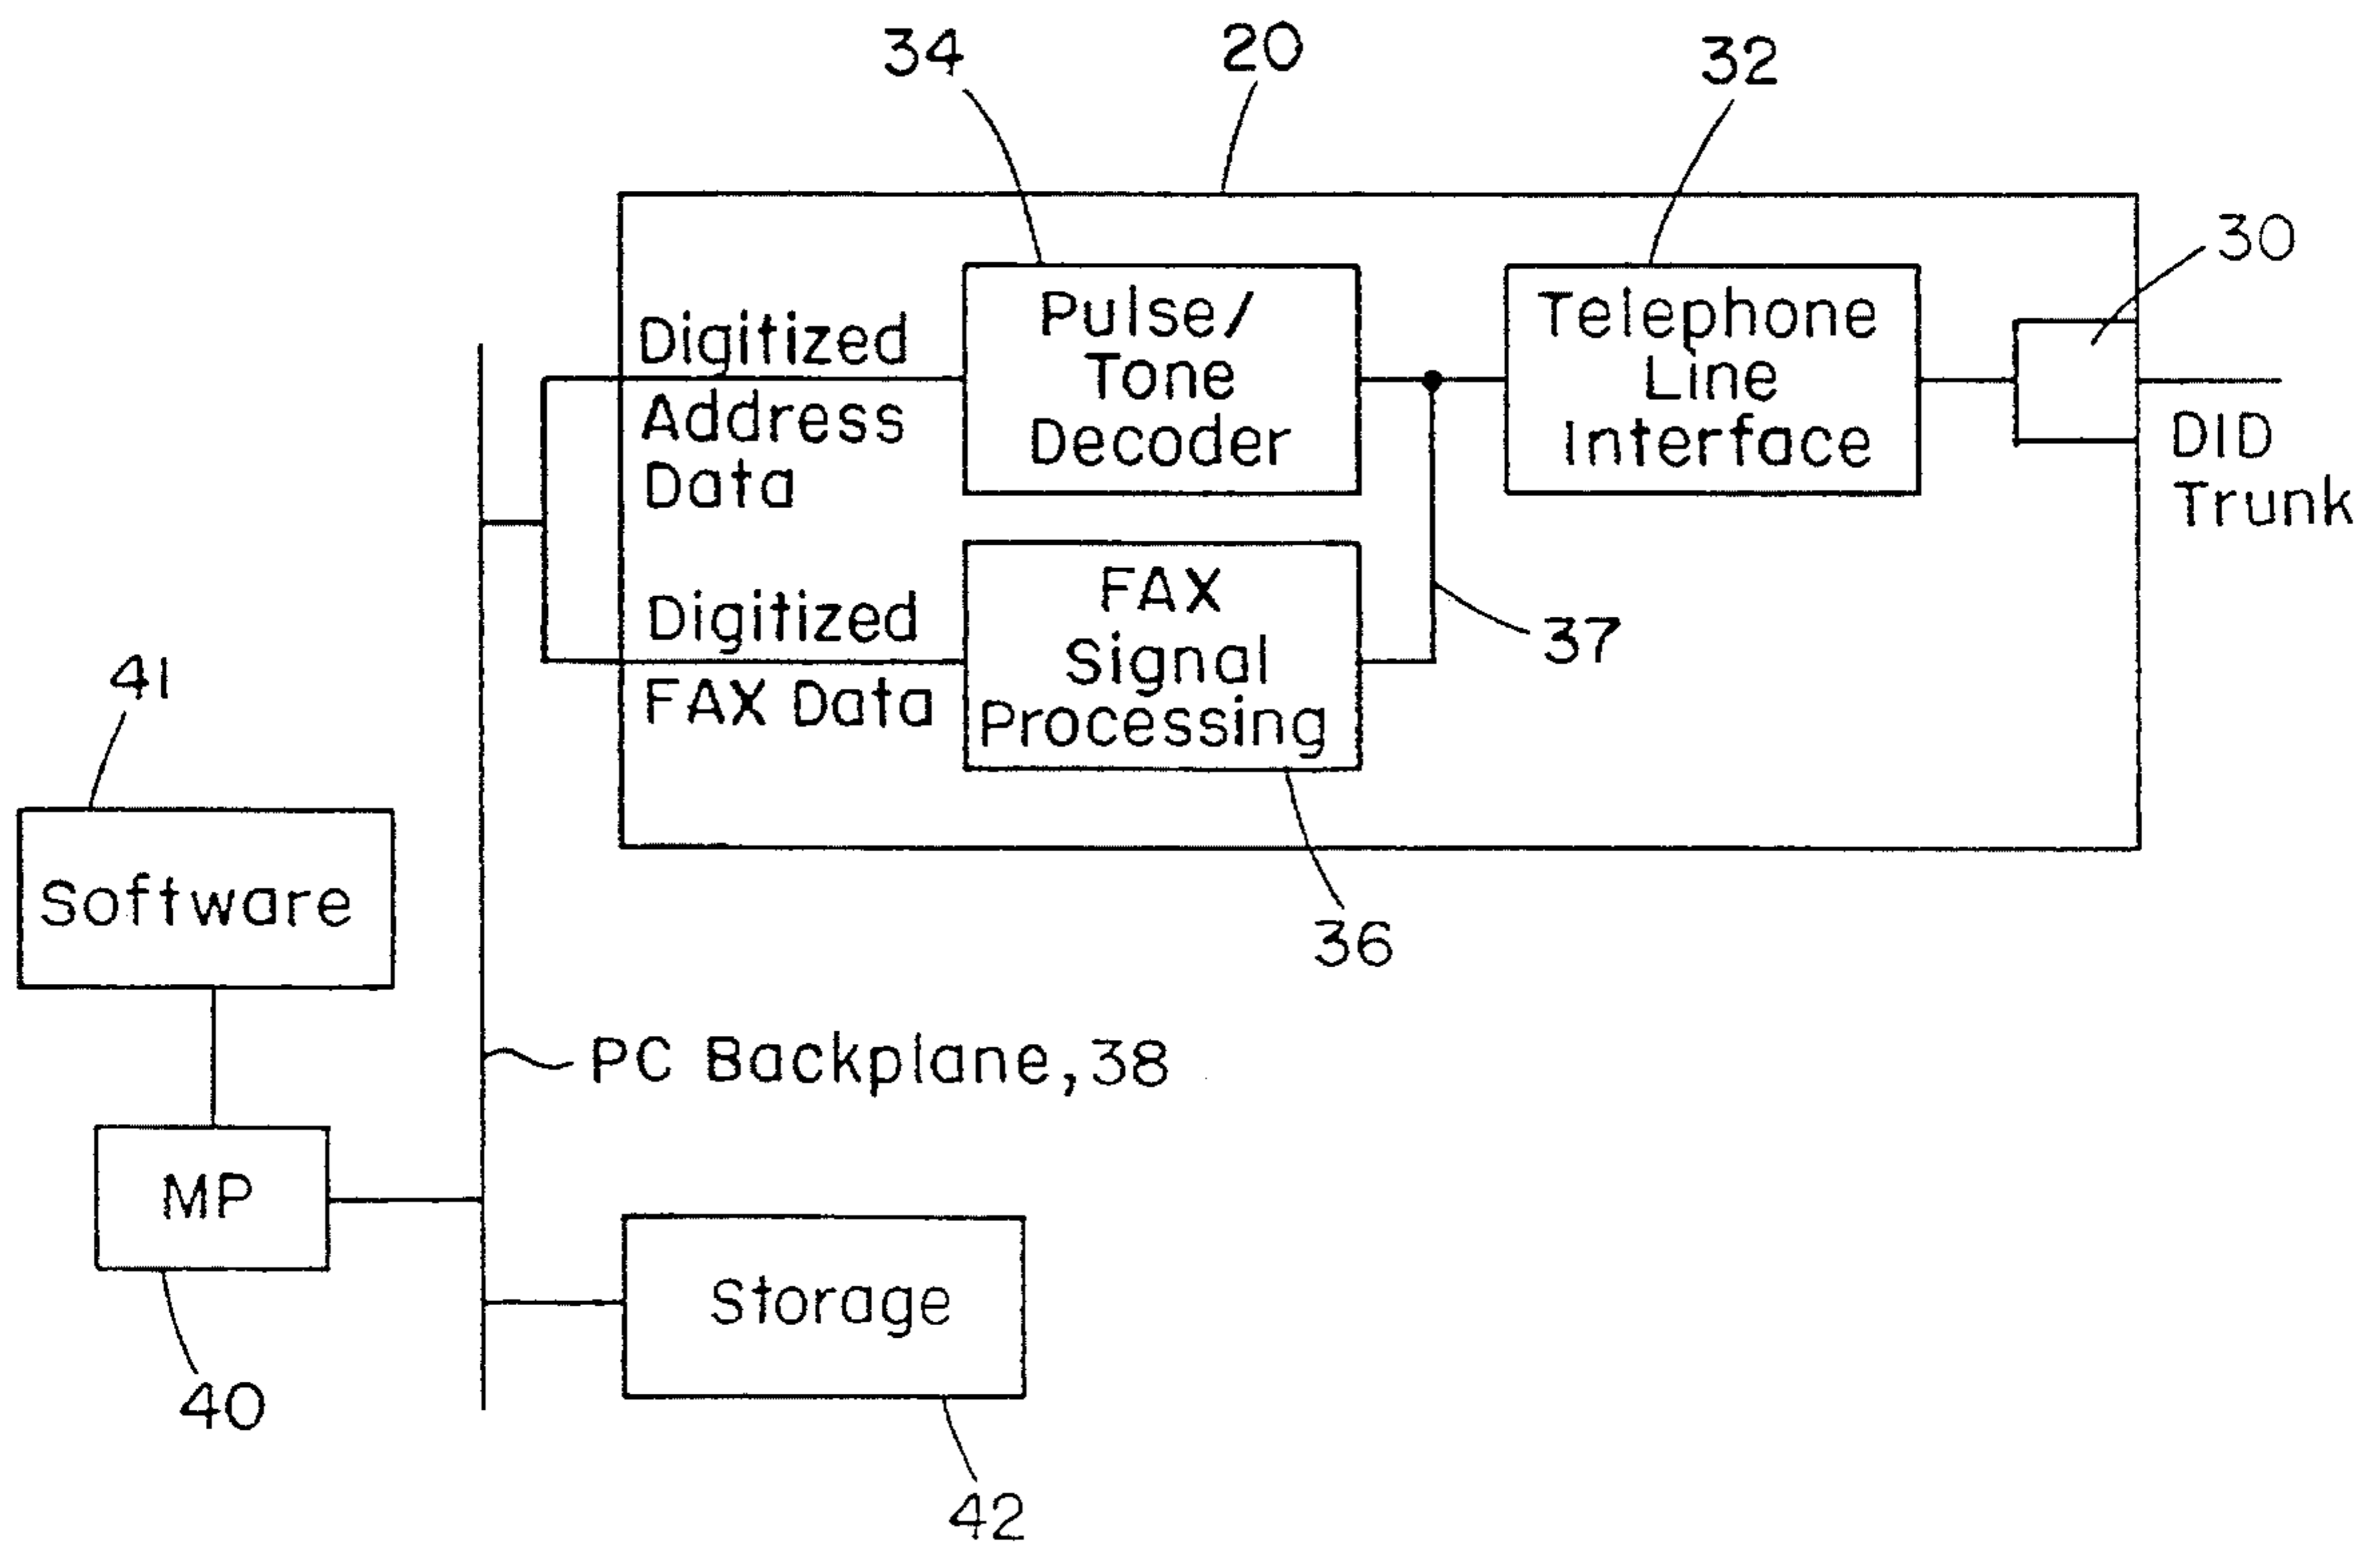 34
20
32
30
Pulse/
Tone
Decoder
Telephone
Line
Interface
Digitized
Address
Data
DID
Trunk
FAX
Signal
Processing
Digitized
FAX Data
37
41
36
Software
PC Backplane, 38
MP
Storage
40
42